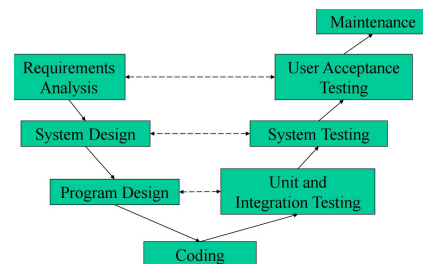 Maintenance
Requirements
Analysis
User Acceptance
Testing
System Design
System Testing
Program Design
Unit and
Integration Testing
Coding